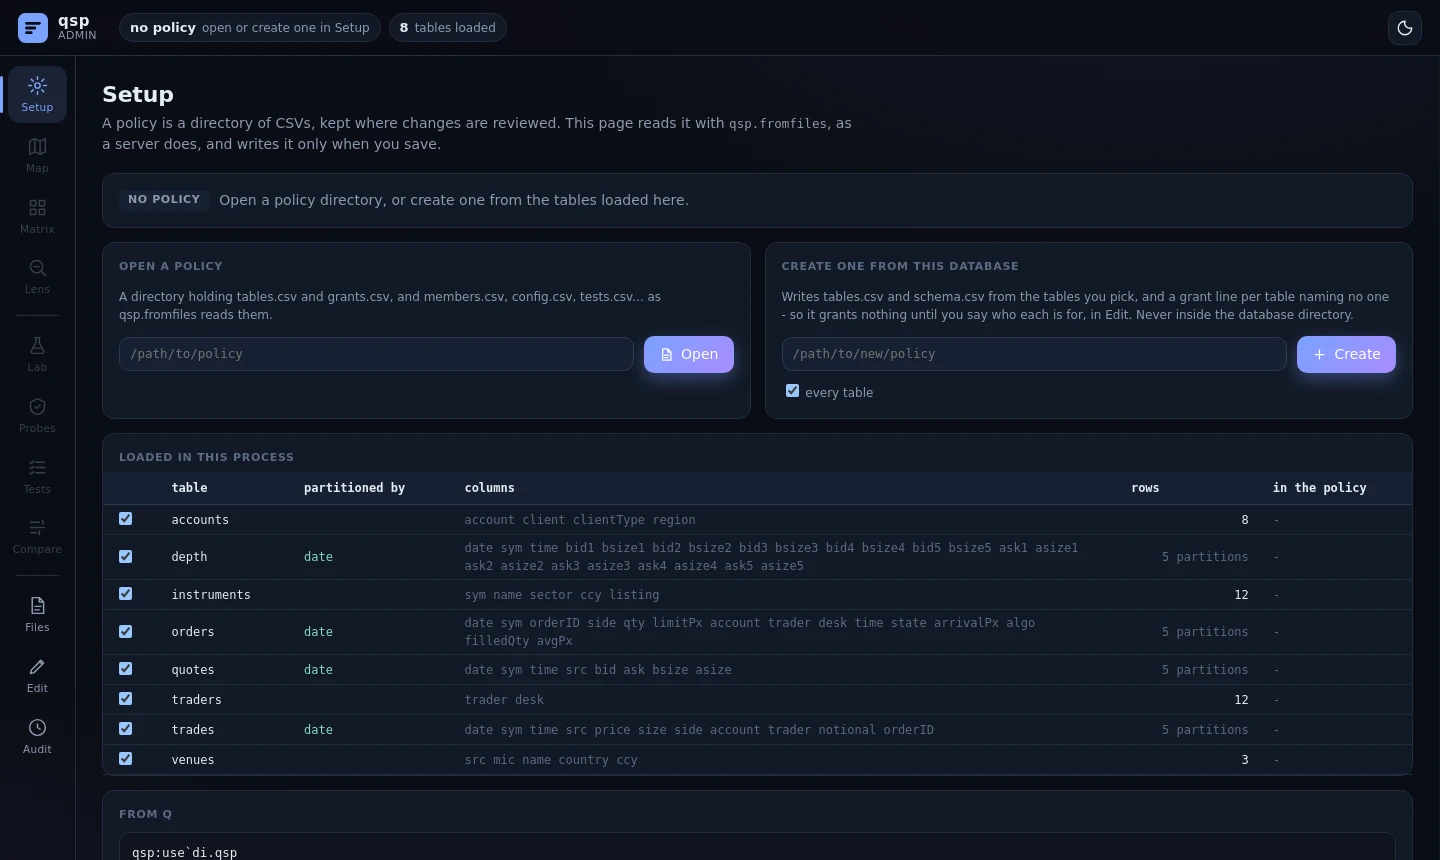 qsp
ADMIN
no policy open or create one in Setup
8 tables loaded
Setup
Map
Matrix
Lens
Lab
Probes
Tests
Compare
Files
Edit
Audit
Setup
A policy is a directory of CSVs, kept where changes are reviewed. This page reads it with qsp.fromfiles, as
a server does, and writes it only when you save.
NO POLICY Open a policy directory, or create one from the tables loaded here.
OPEN A POLICY
A directory holding tables.csv and grants.csv, and members.csv, config.csv, tests.csv... as
qsp.fromfiles reads them.
/path/to/policy
Open
CREATE ONE FROM THIS DATABASE
Writes tables.csv and schema.csv from the tables you pick, and a grant line per table naming no one
- so it grants nothing until you say who each is for, in Edit. Never inside the database directory.
/path/to/new/policy
+ Create
every table
LOADED IN THIS PROCESS
table partitioned by columns rows in the policy
accounts account client clientType region 8 -
depth date date sym time bid1 bsize1 bid2 bsize2 bid3 bsize3 bid4 bsize4 bid5 bsize5 ask1 asize1 5 partitions -
ask2 asize2 ask3 asize3 ask4 asize4 ask5 asize5
instruments sym name sector ccy listing 12 -
orders date date sym orderID side qty limitPx account trader desk time state arrivalPx algo 5 partitions -
filledQty avgPx
quotes date date sym time src bid ask bsize asize 5 partitions -
traders trader desk 12 -
trades date date sym time src price size side account trader notional orderID 5 partitions -
venues src mic name country ccy 3 -
FROM Q
qsp:use`di.qsp